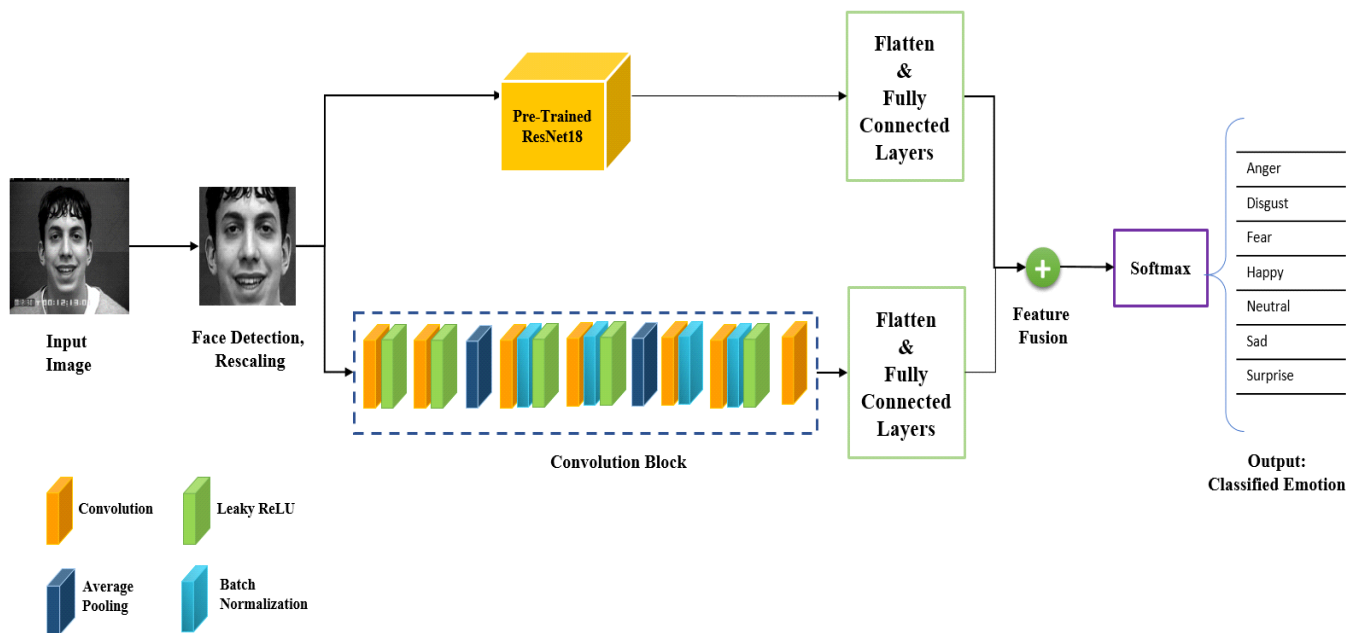 Flatten
&
Fully
Connected
Layers
Pre-Trained
ResNet18
Anger
Disgust
Fear
Happy
Neutral
Sad
Surprise
Softmax
Feature
Fusion
Input
Image
Face Detection,
Rescaling
Flatten
&
Fully
Connected
Layers
Convolution Block
Output:
Classified Emotion
Convolution
Leaky ReLU
Average
Pooling
Batch
Normalization